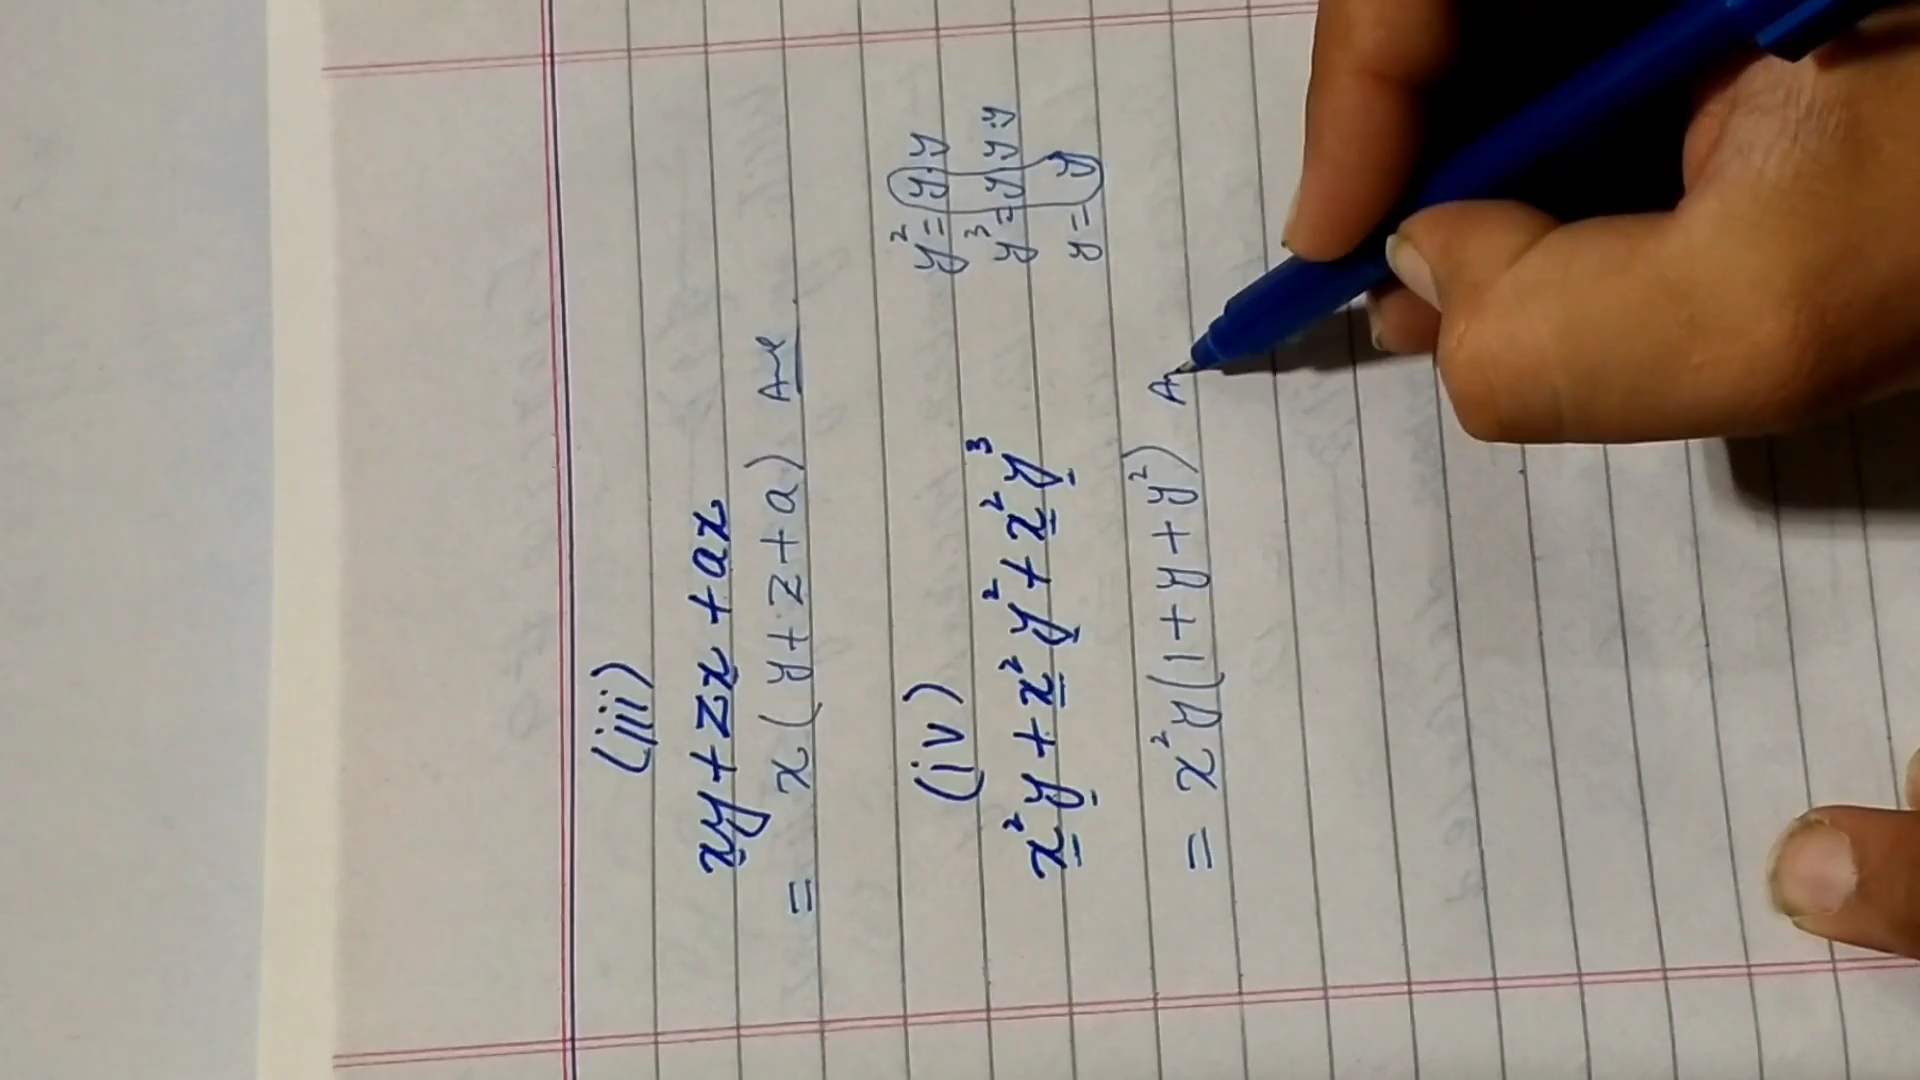 (iii)
xy + zx + ax
= x(y + z + a) Ans
(iv)
x²y + x²y² + x²y³
y² = y.y
y³ = y.y.y
y = y
= x²y(1 + y + y²) A